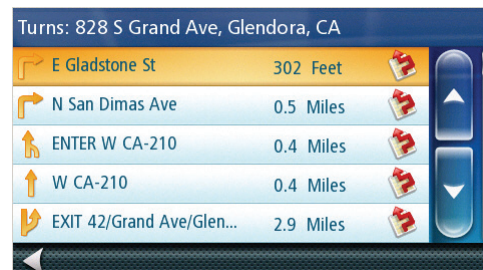 Turns: 828 S Grand Ave, Glendora, CA
E Gladstone St 302 Feet
N San Dimas Ave 0.5 Miles
ENTER W CA-210 0.4 Miles
W CA-210 0.4 Miles
EXIT 42/Grand Ave/Glen... 2.9 Miles